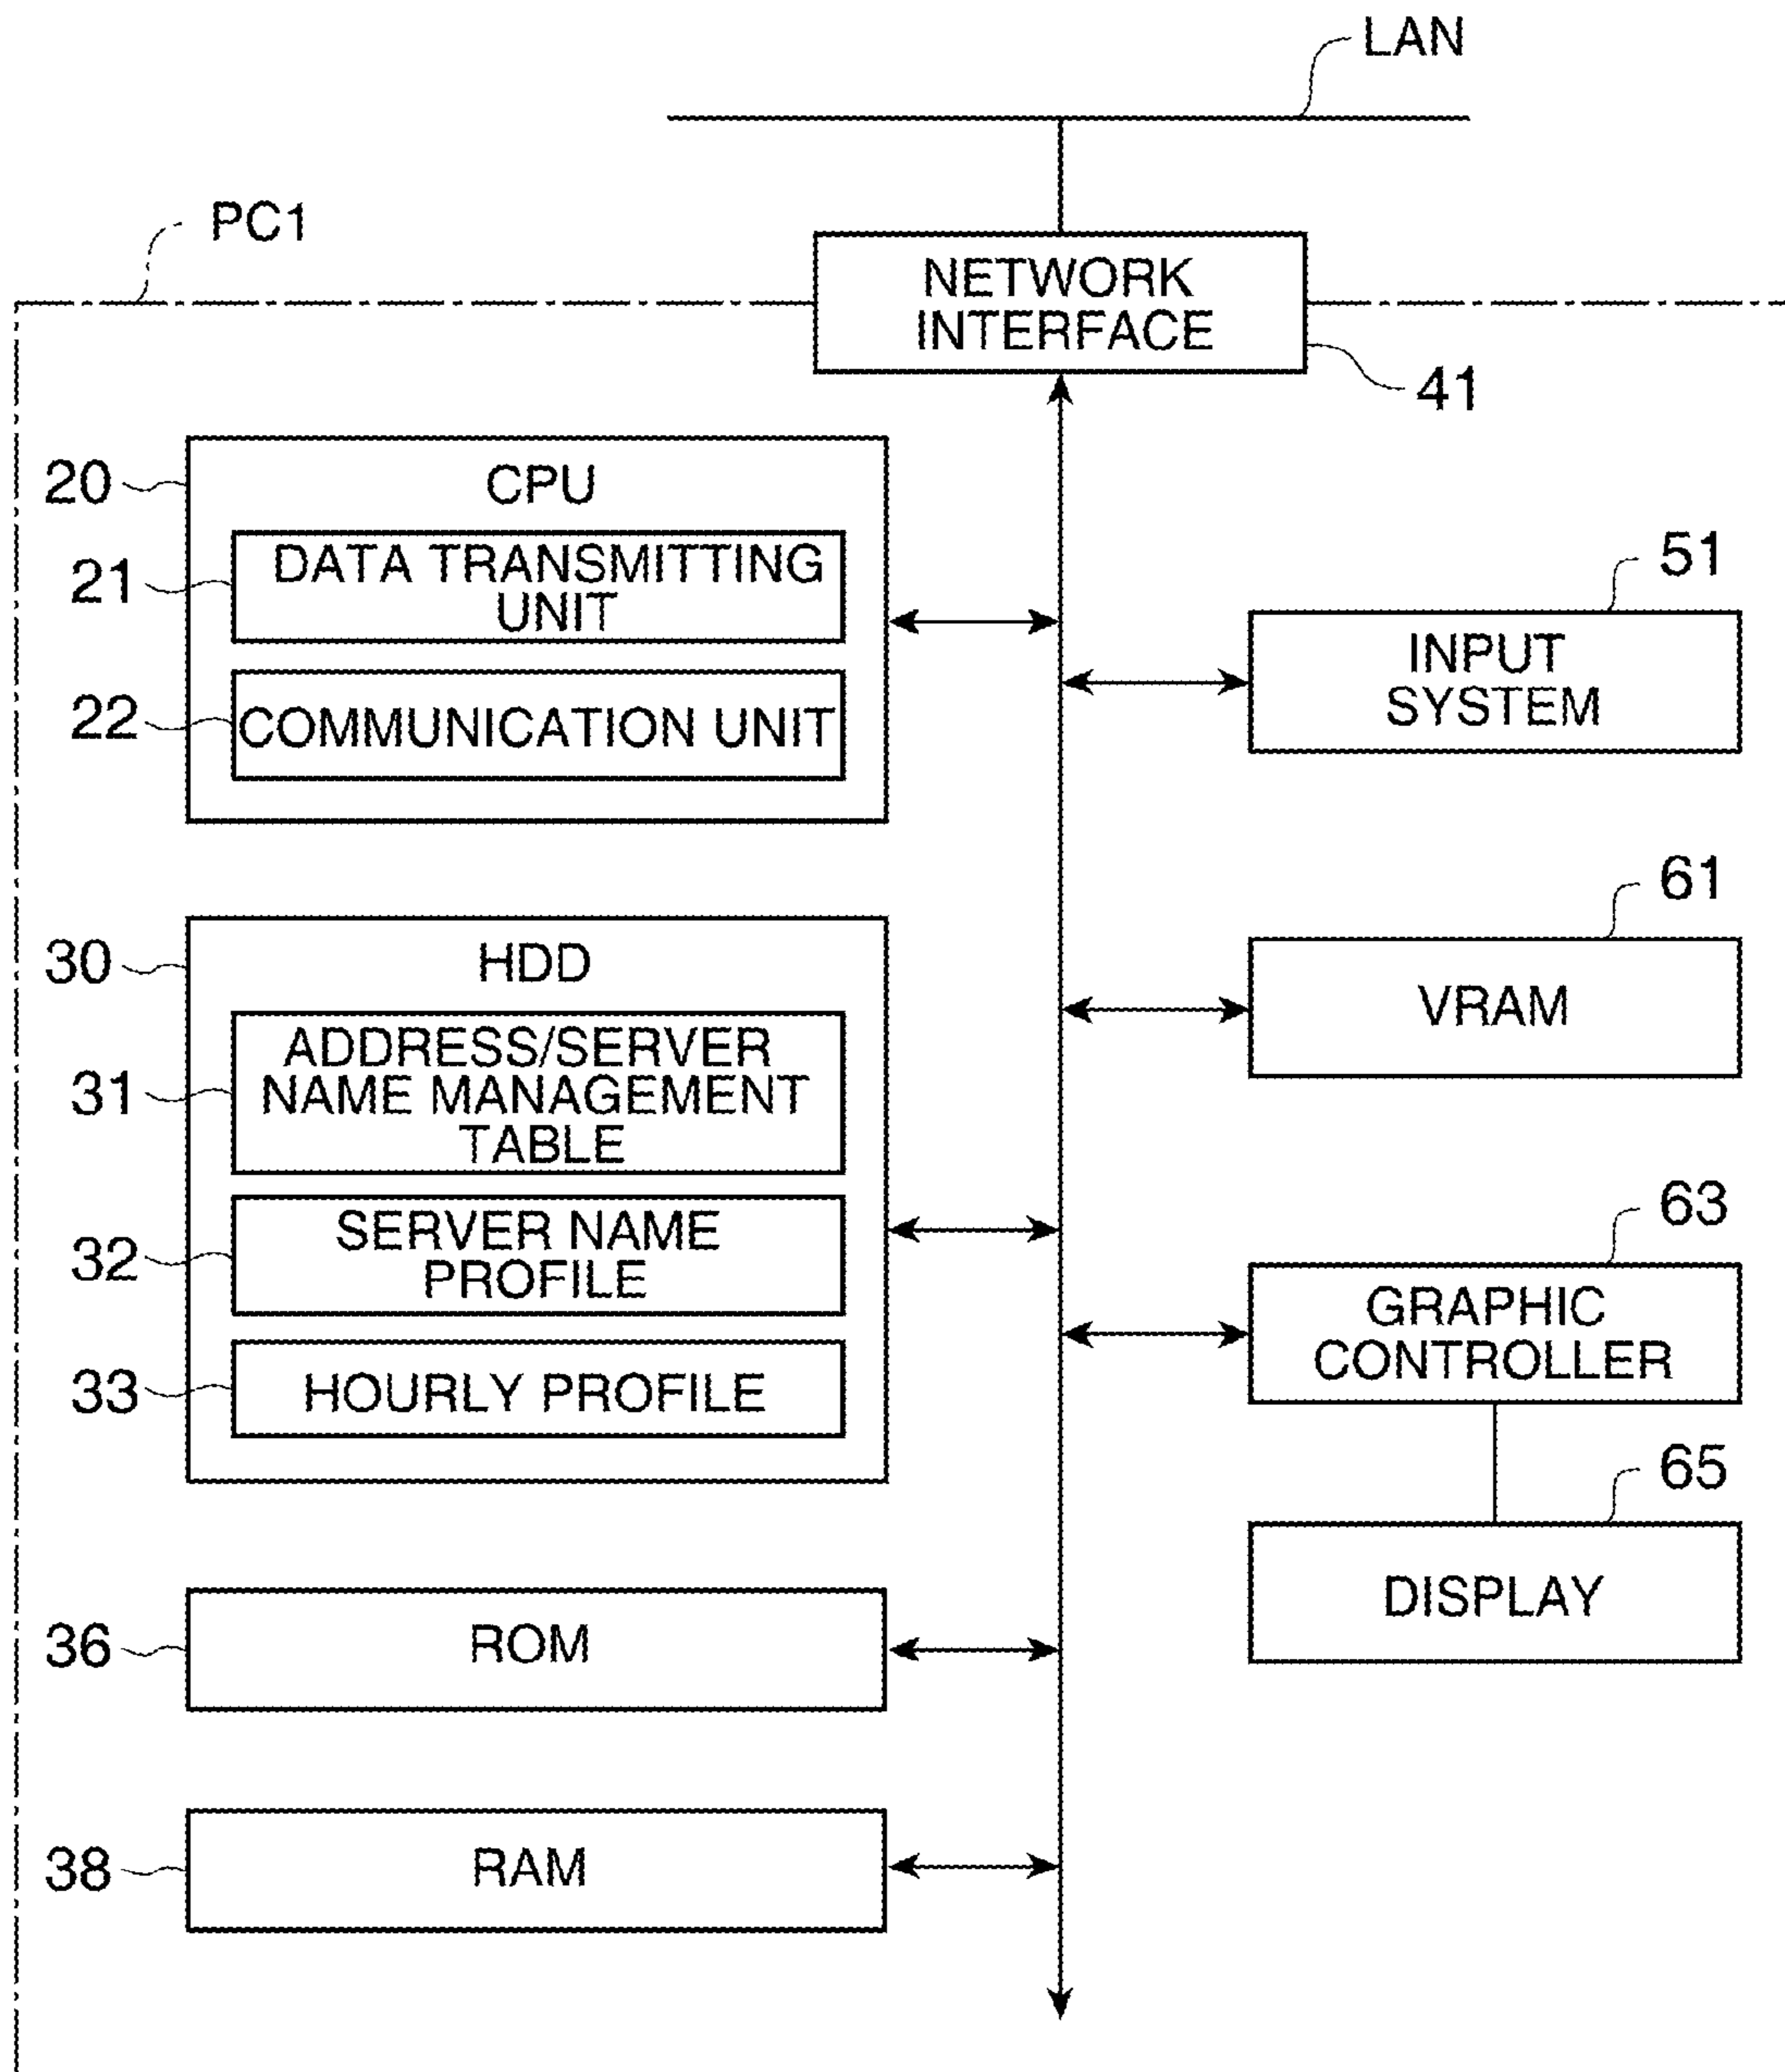 LAN
PC1
NETWORK
INTERFACE
41
20
CPU
21
DATA TRANSMITTING
UNIT
22
COMMUNICATION UNIT
51
INPUT
SYSTEM
30
HDD
31
ADDRESS/SERVER
NAME MANAGEMENT
TABLE
32
SERVER NAME
PROFILE
33
HOURLY PROFILE
61
VRAM
63
GRAPHIC
CONTROLLER
65
DISPLAY
36
ROM
38
RAM